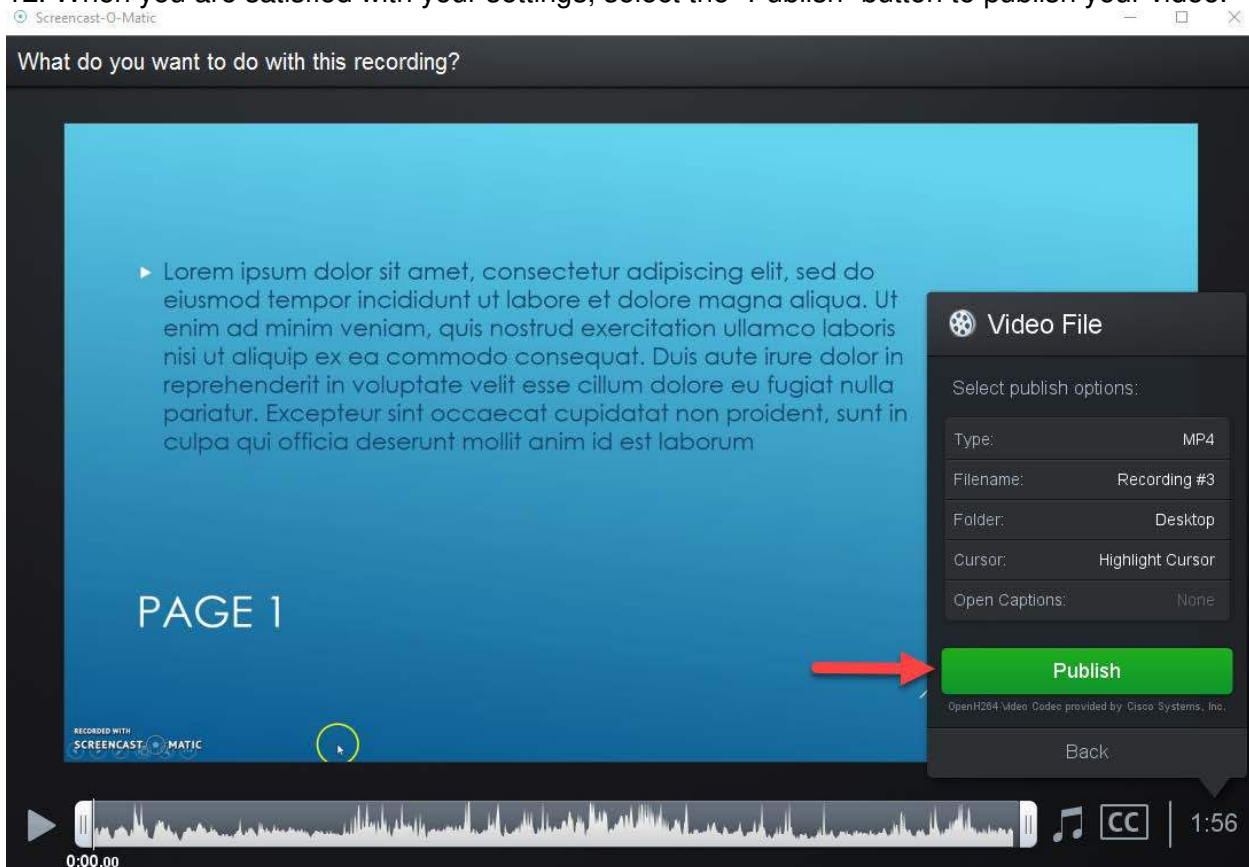 12. When you are satisfied with your settings, select the “Publish” button to publish your video.
Screencast-O-Matic
What do you want to do with this recording?
Lorem ipsum dolor sit amet, consectetur adipiscing elit, sed do
eiusmod tempor incididunt ut labore et dolore magna aliqua. Ut
enim ad minim veniam, quis nostrud exercitation ullamco laboris
nisi ut aliquip ex ea commodo consequat. Duis aute irure dolor in
reprehenderit in voluptate velit esse cillum dolore eu fugiat nulla
pariatur. Excepteur sint occaecat cupidatat non proident, sunt in
culpa qui officia deserunt mollit anim id est laborum
PAGE 1
RECORDED WITH
SCREENCAST-O-MATIC
Video File
Select publish options:
Type: MP4
Filename: Recording #3
Folder: Desktop
Cursor: Highlight Cursor
Open Captions: None
Publish
OpenH264 Video Codec provided by Cisco Systems, Inc.
Back
CC 1:56
0:00.00